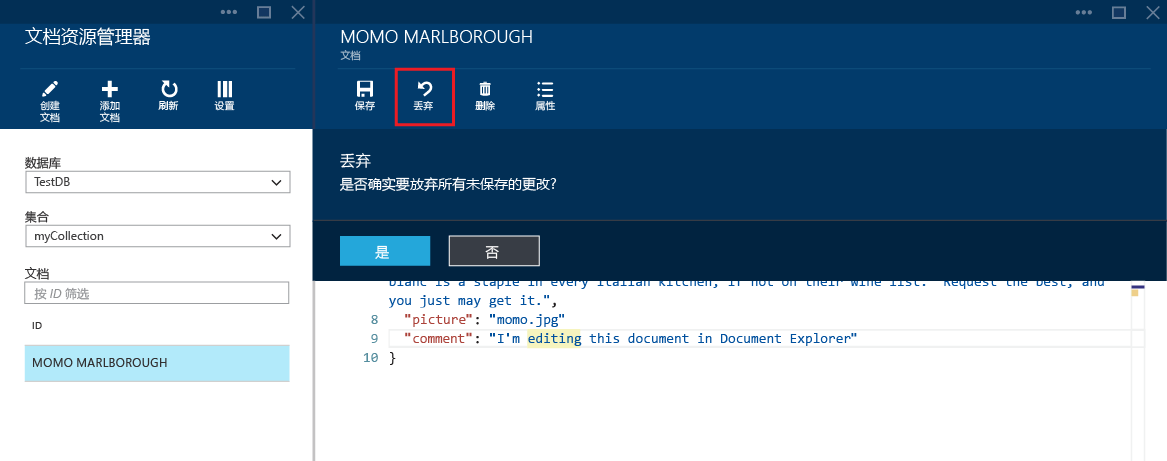 文档资源管理器
创建
文档
添加
文档
刷新
设置
数据库
TestDB
集合
myCollection
文档
按 ID 筛选
ID
MOMO MARLBOROUGH
MOMO MARLBOROUGH
文档
保存
丢弃
删除
属性
丢弃
是否确实要放弃所有未保存的更改?
是
否
blanc is a staple in every Italian kitchen, if not on their wine list.  Request the best, and
you just may get it.",
8 "picture": "momo.jpg"
9 "comment": "I'm editing this document in Document Explorer"
10 }